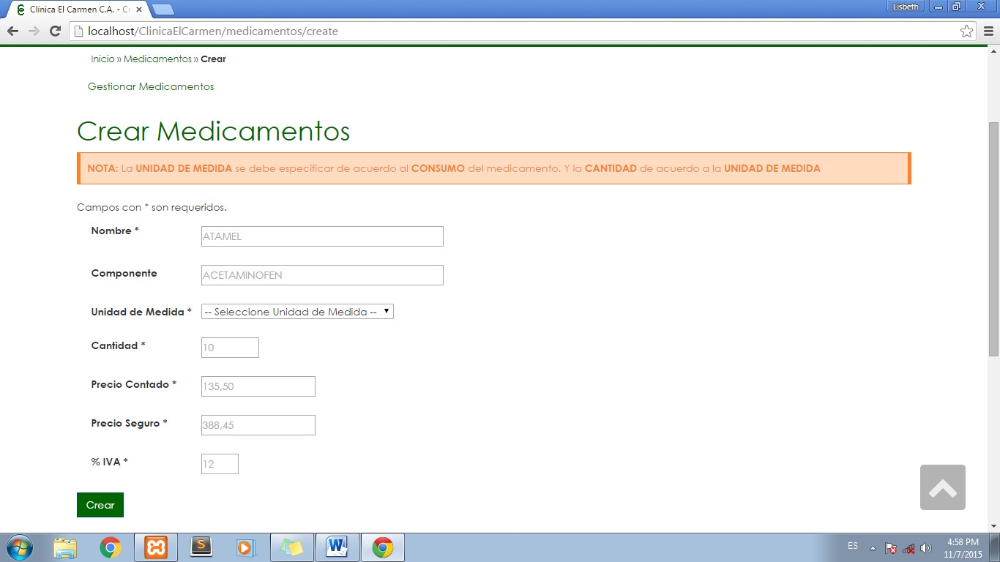 Clínica El Carmen C.A. - Cr
Lisbeth
localhost/ClinicaElCarmen/medicamentos/create
Inicio » Medicamentos » Crear
Gestionar Medicamentos
Crear Medicamentos
NOTA: La UNIDAD DE MEDIDA se debe especificar de acuerdo al CONSUMO del medicamento. Y la CANTIDAD de acuerdo a la UNIDAD DE MEDIDA
Campos con * son requeridos.
Nombre * ATAMEL
Componente ACETAMINOFEN
Unidad de Medida * -- Seleccione Unidad de Medida --
Cantidad * 10
Precio Contado * 135,50
Precio Seguro * 388,45
% IVA * 12
Crear
ES
4:58 PM
11/7/2015